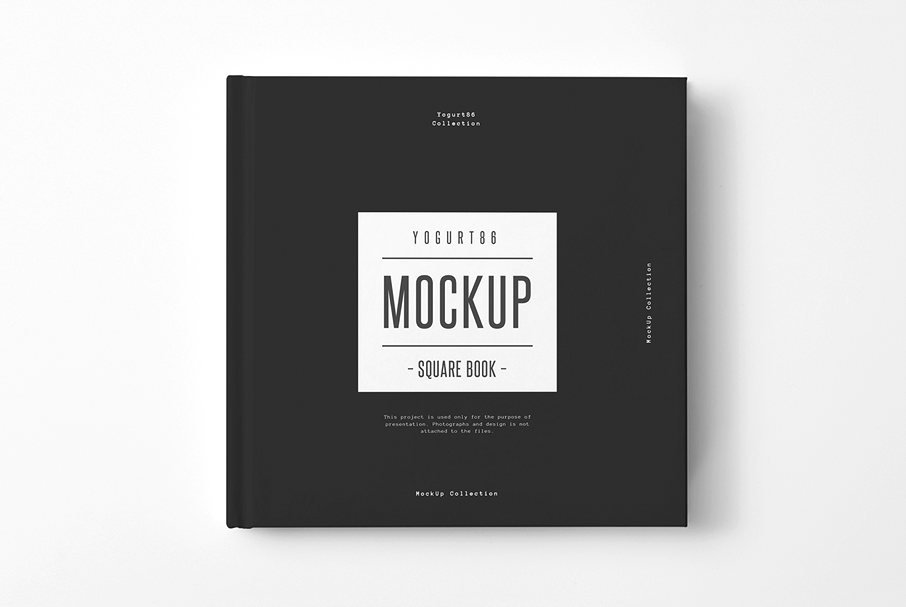 Yogurt86
Collection
YOGURT86
MOCKUP
- SQUARE BOOK -
This project is used only for the purpose of
presentation. Photographs and design is not
attached to the files.
MockUp Collection
MockUp Collection